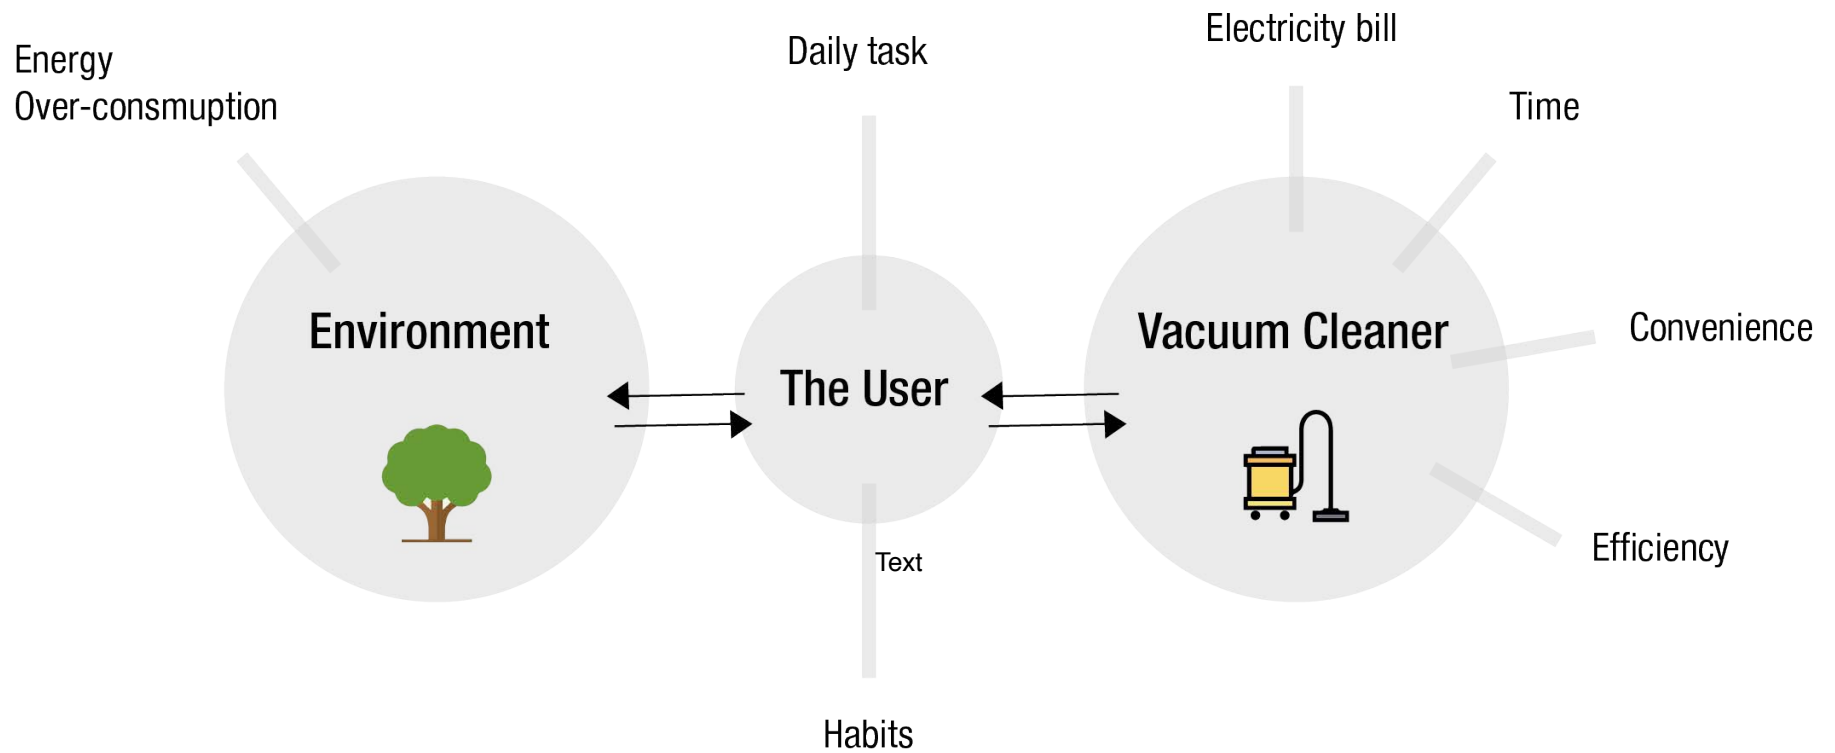 Energy
Over-consmuption
Daily task
Electricity bill
Time
Environment
The User
Vacuum Cleaner
Convenience
Efficiency
Text
Habits